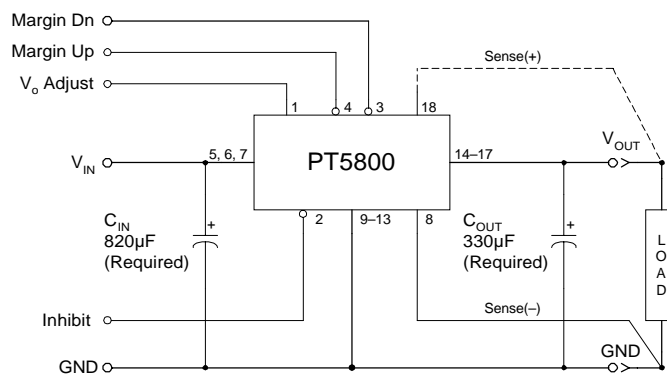 Margin Dn
Margin Up
Vo Adjust
Sense(+)
1
4
3
18
VOUT
VIN
5, 6, 7
PT5800
14–17
2
9–13
8
CIN
820µF
(Required)
+
COUT
330µF
(Required)
+
LOAD
Inhibit
Sense(–)
GND
GND